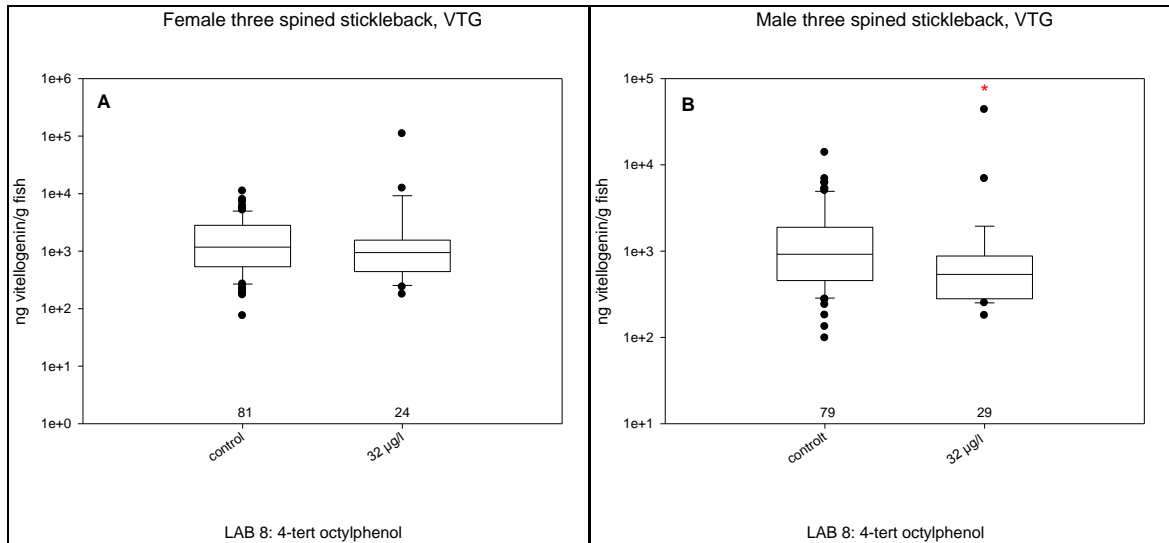 Female three spined stickleback, VTG
A
ng vitellogenin/g fish
1e+6
1e+5
1e+4
1e+3
1e+2
1e+1
1e+0
81
24
control
32 µg/l
LAB 8: 4-tert octylphenol
Male three spined stickleback, VTG
B
*
ng vitellogenin/g fish
1e+5
1e+4
1e+3
1e+2
1e+1
79
29
controlt
32 µg/l
LAB 8: 4-tert octylphenol